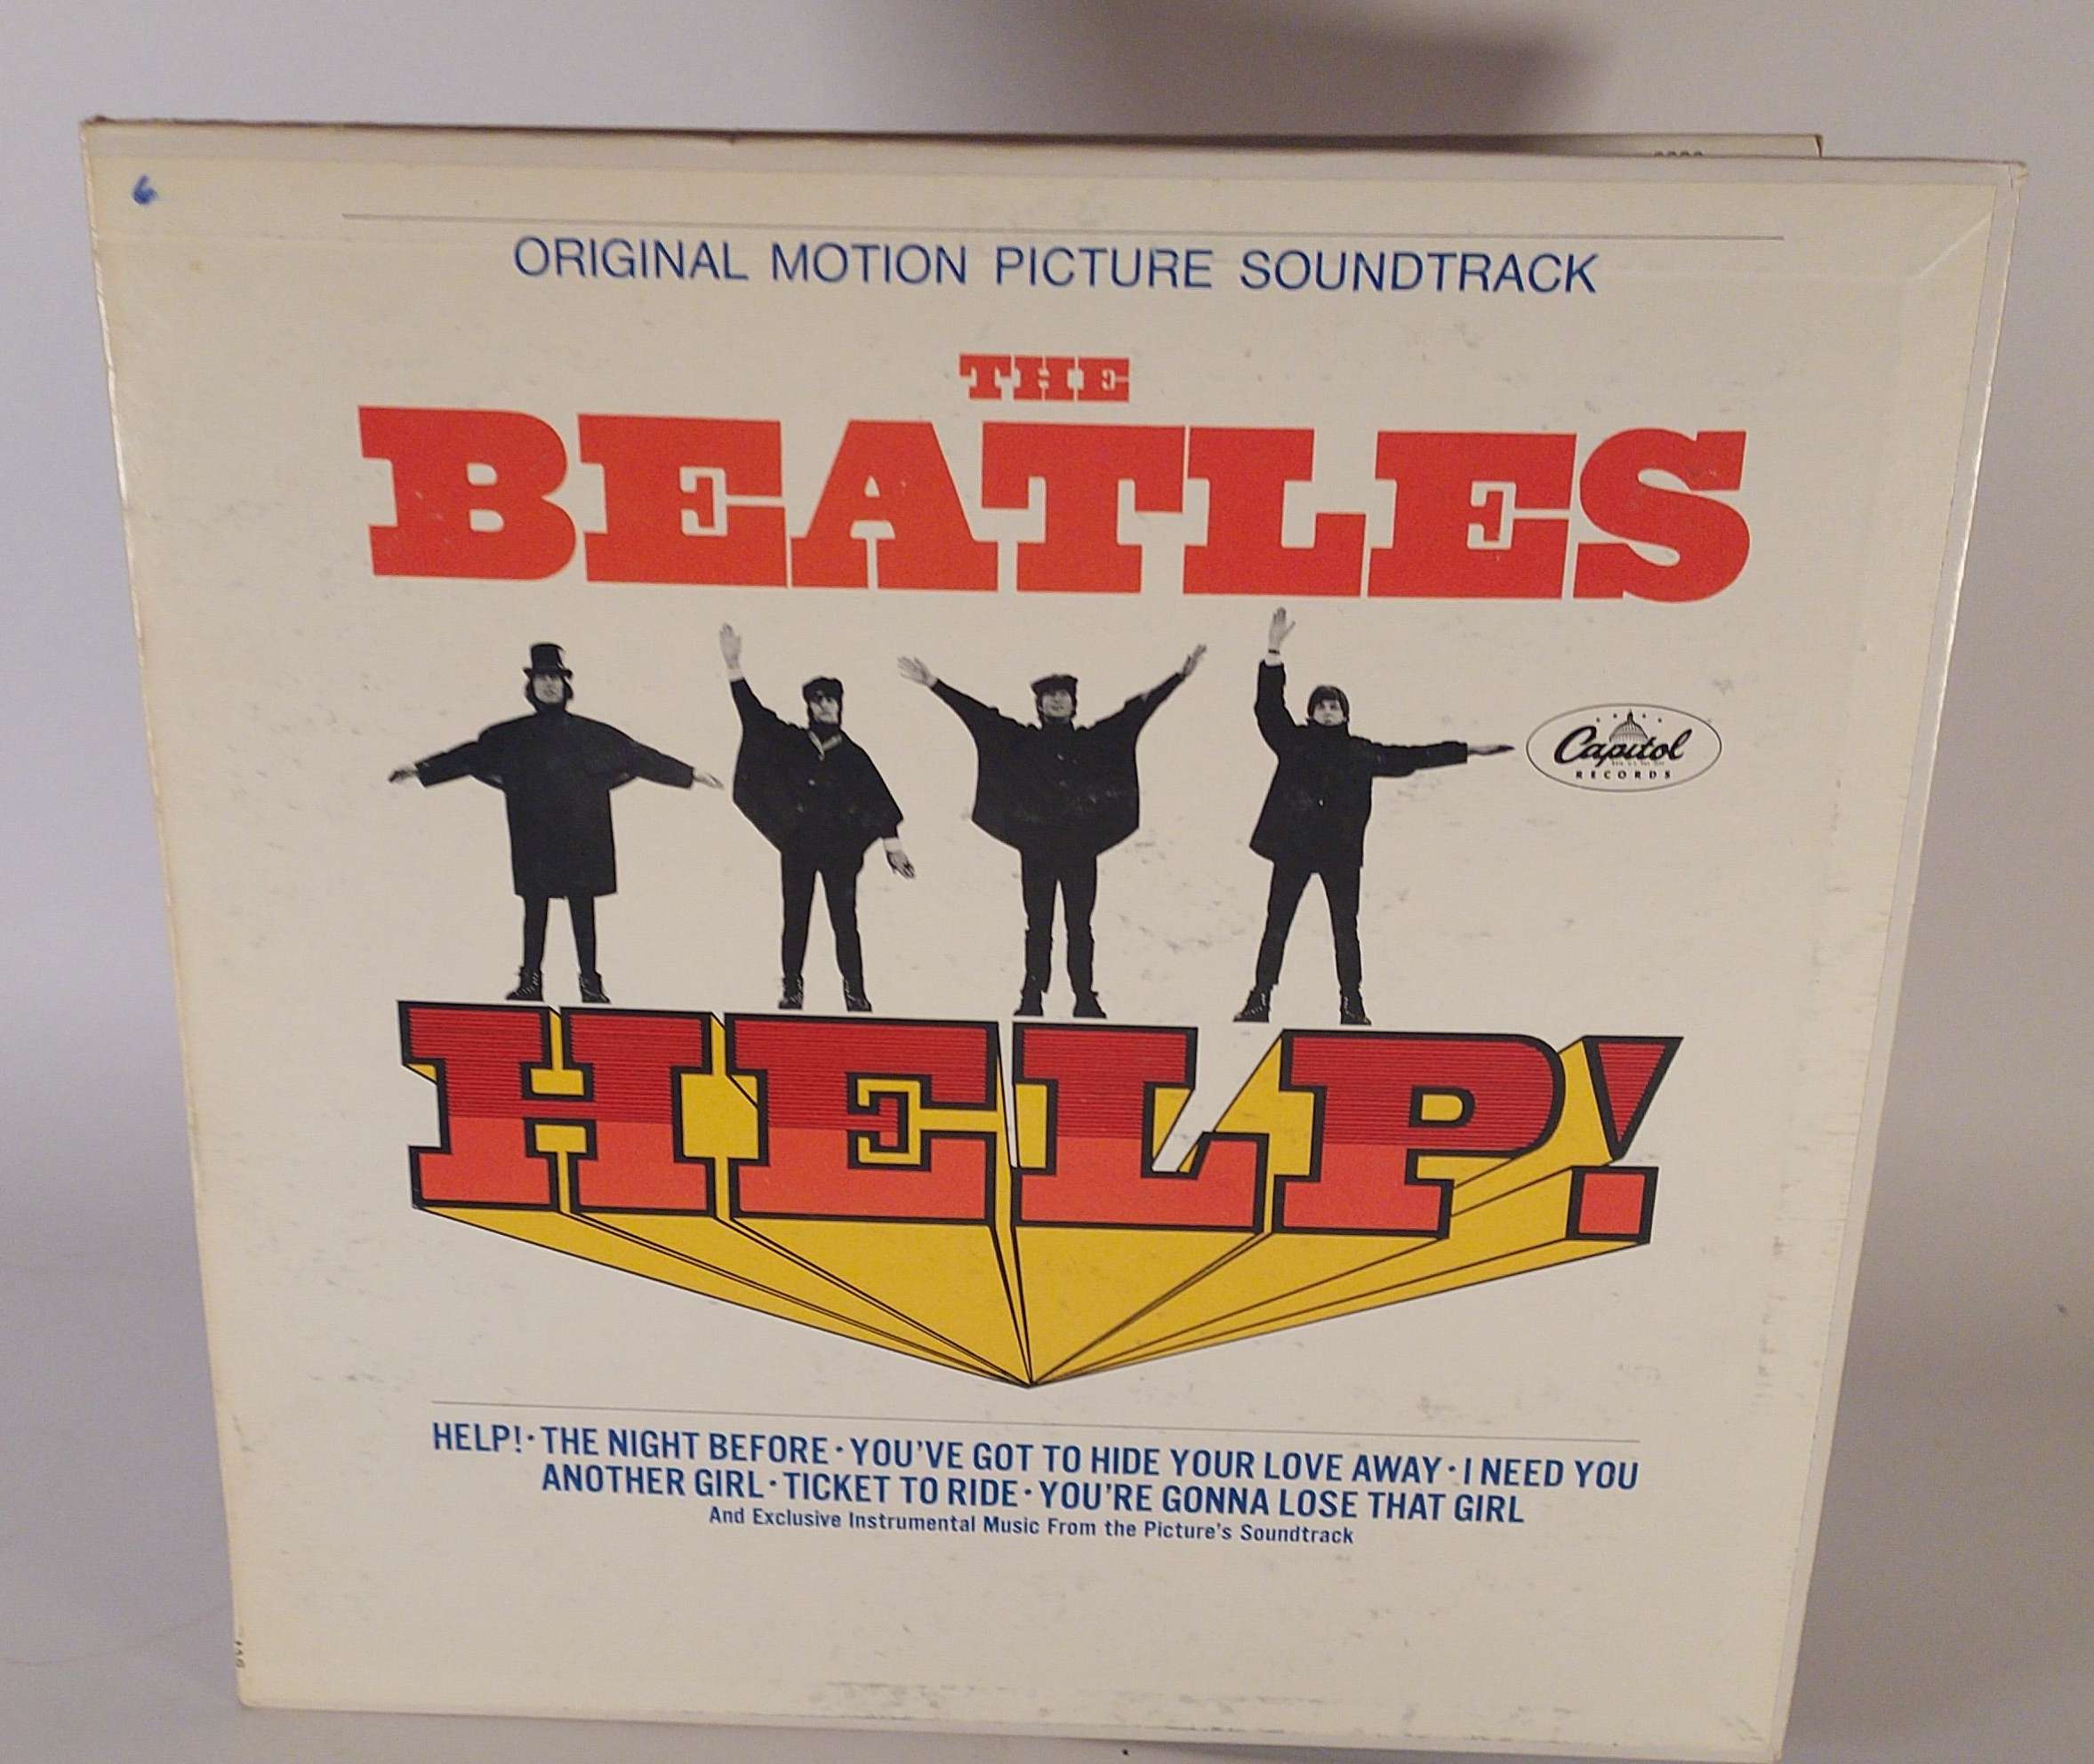 6
ORIGINAL MOTION PICTURE SOUNDTRACK
THE
BEATLES
Capitol
RECORDS
HELP!
HELP! · THE NIGHT BEFORE · YOU'VE GOT TO HIDE YOUR LOVE AWAY · I NEED YOU
ANOTHER GIRL · TICKET TO RIDE · YOU'RE GONNA LOSE THAT GIRL
And Exclusive Instrumental Music From the Picture's Soundtrack